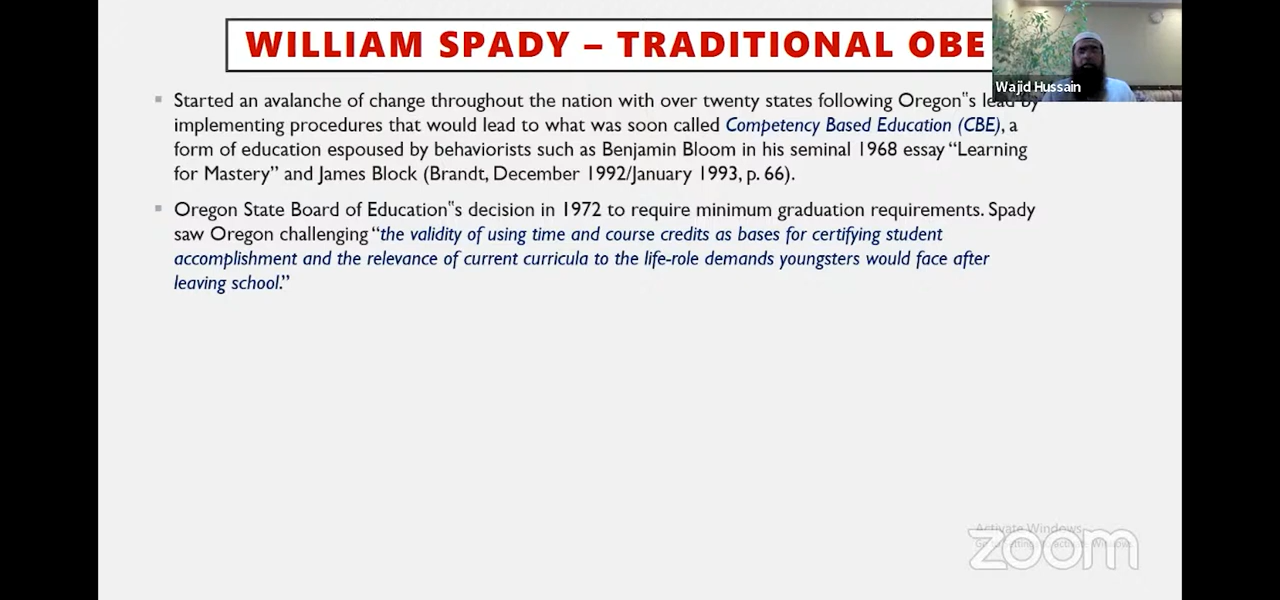 WILLIAM SPADY – TRADITIONAL OBE
Wajid Hussain
▪ Started an avalanche of change throughout the nation with over twenty states following Oregon‟s lead by
implementing procedures that would lead to what was soon called Competency Based Education (CBE), a
form of education espoused by behaviorists such as Benjamin Bloom in his seminal 1968 essay “Learning
for Mastery” and James Block (Brandt, December 1992/January 1993, p. 66).
▪ Oregon State Board of Education‟s decision in 1972 to require minimum graduation requirements. Spady
saw Oregon challenging “the validity of using time and course credits as bases for certifying student
accomplishment and the relevance of current curricula to the life-role demands youngsters would face after
leaving school.”
Activate Windows
zoom